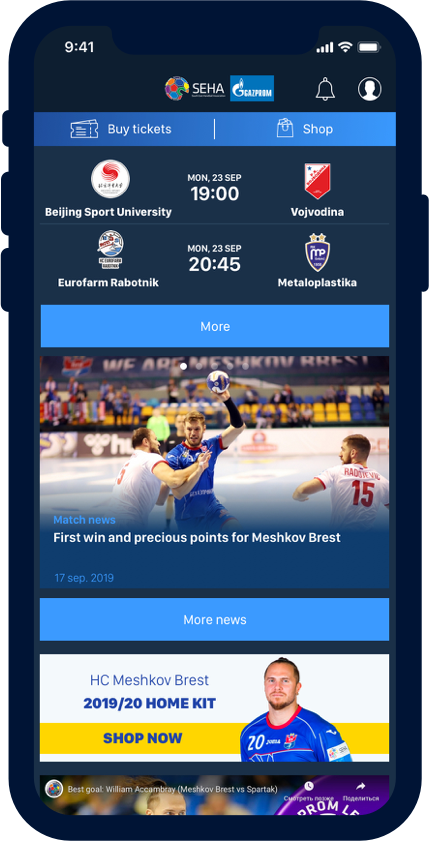 9:41
SEHA
GAZPROM
Buy tickets
Shop
MON, 23 SEP
19:00
Beijing Sport University
Vojvodina
MON, 23 SEP
20:45
Eurofarm Rabotnik
Metaloplastika
More
WE ARE MESHKOV BREST
15
Match news
First win and precious points for Meshkov Brest
17 sep. 2019
More news
HC Meshkov Brest
2019/20 HOME KIT
SHOP NOW
20 JOMA
Best goal: William Accambray (Meshkov Brest vs Spartak)
Смотреть позже
Поделиться